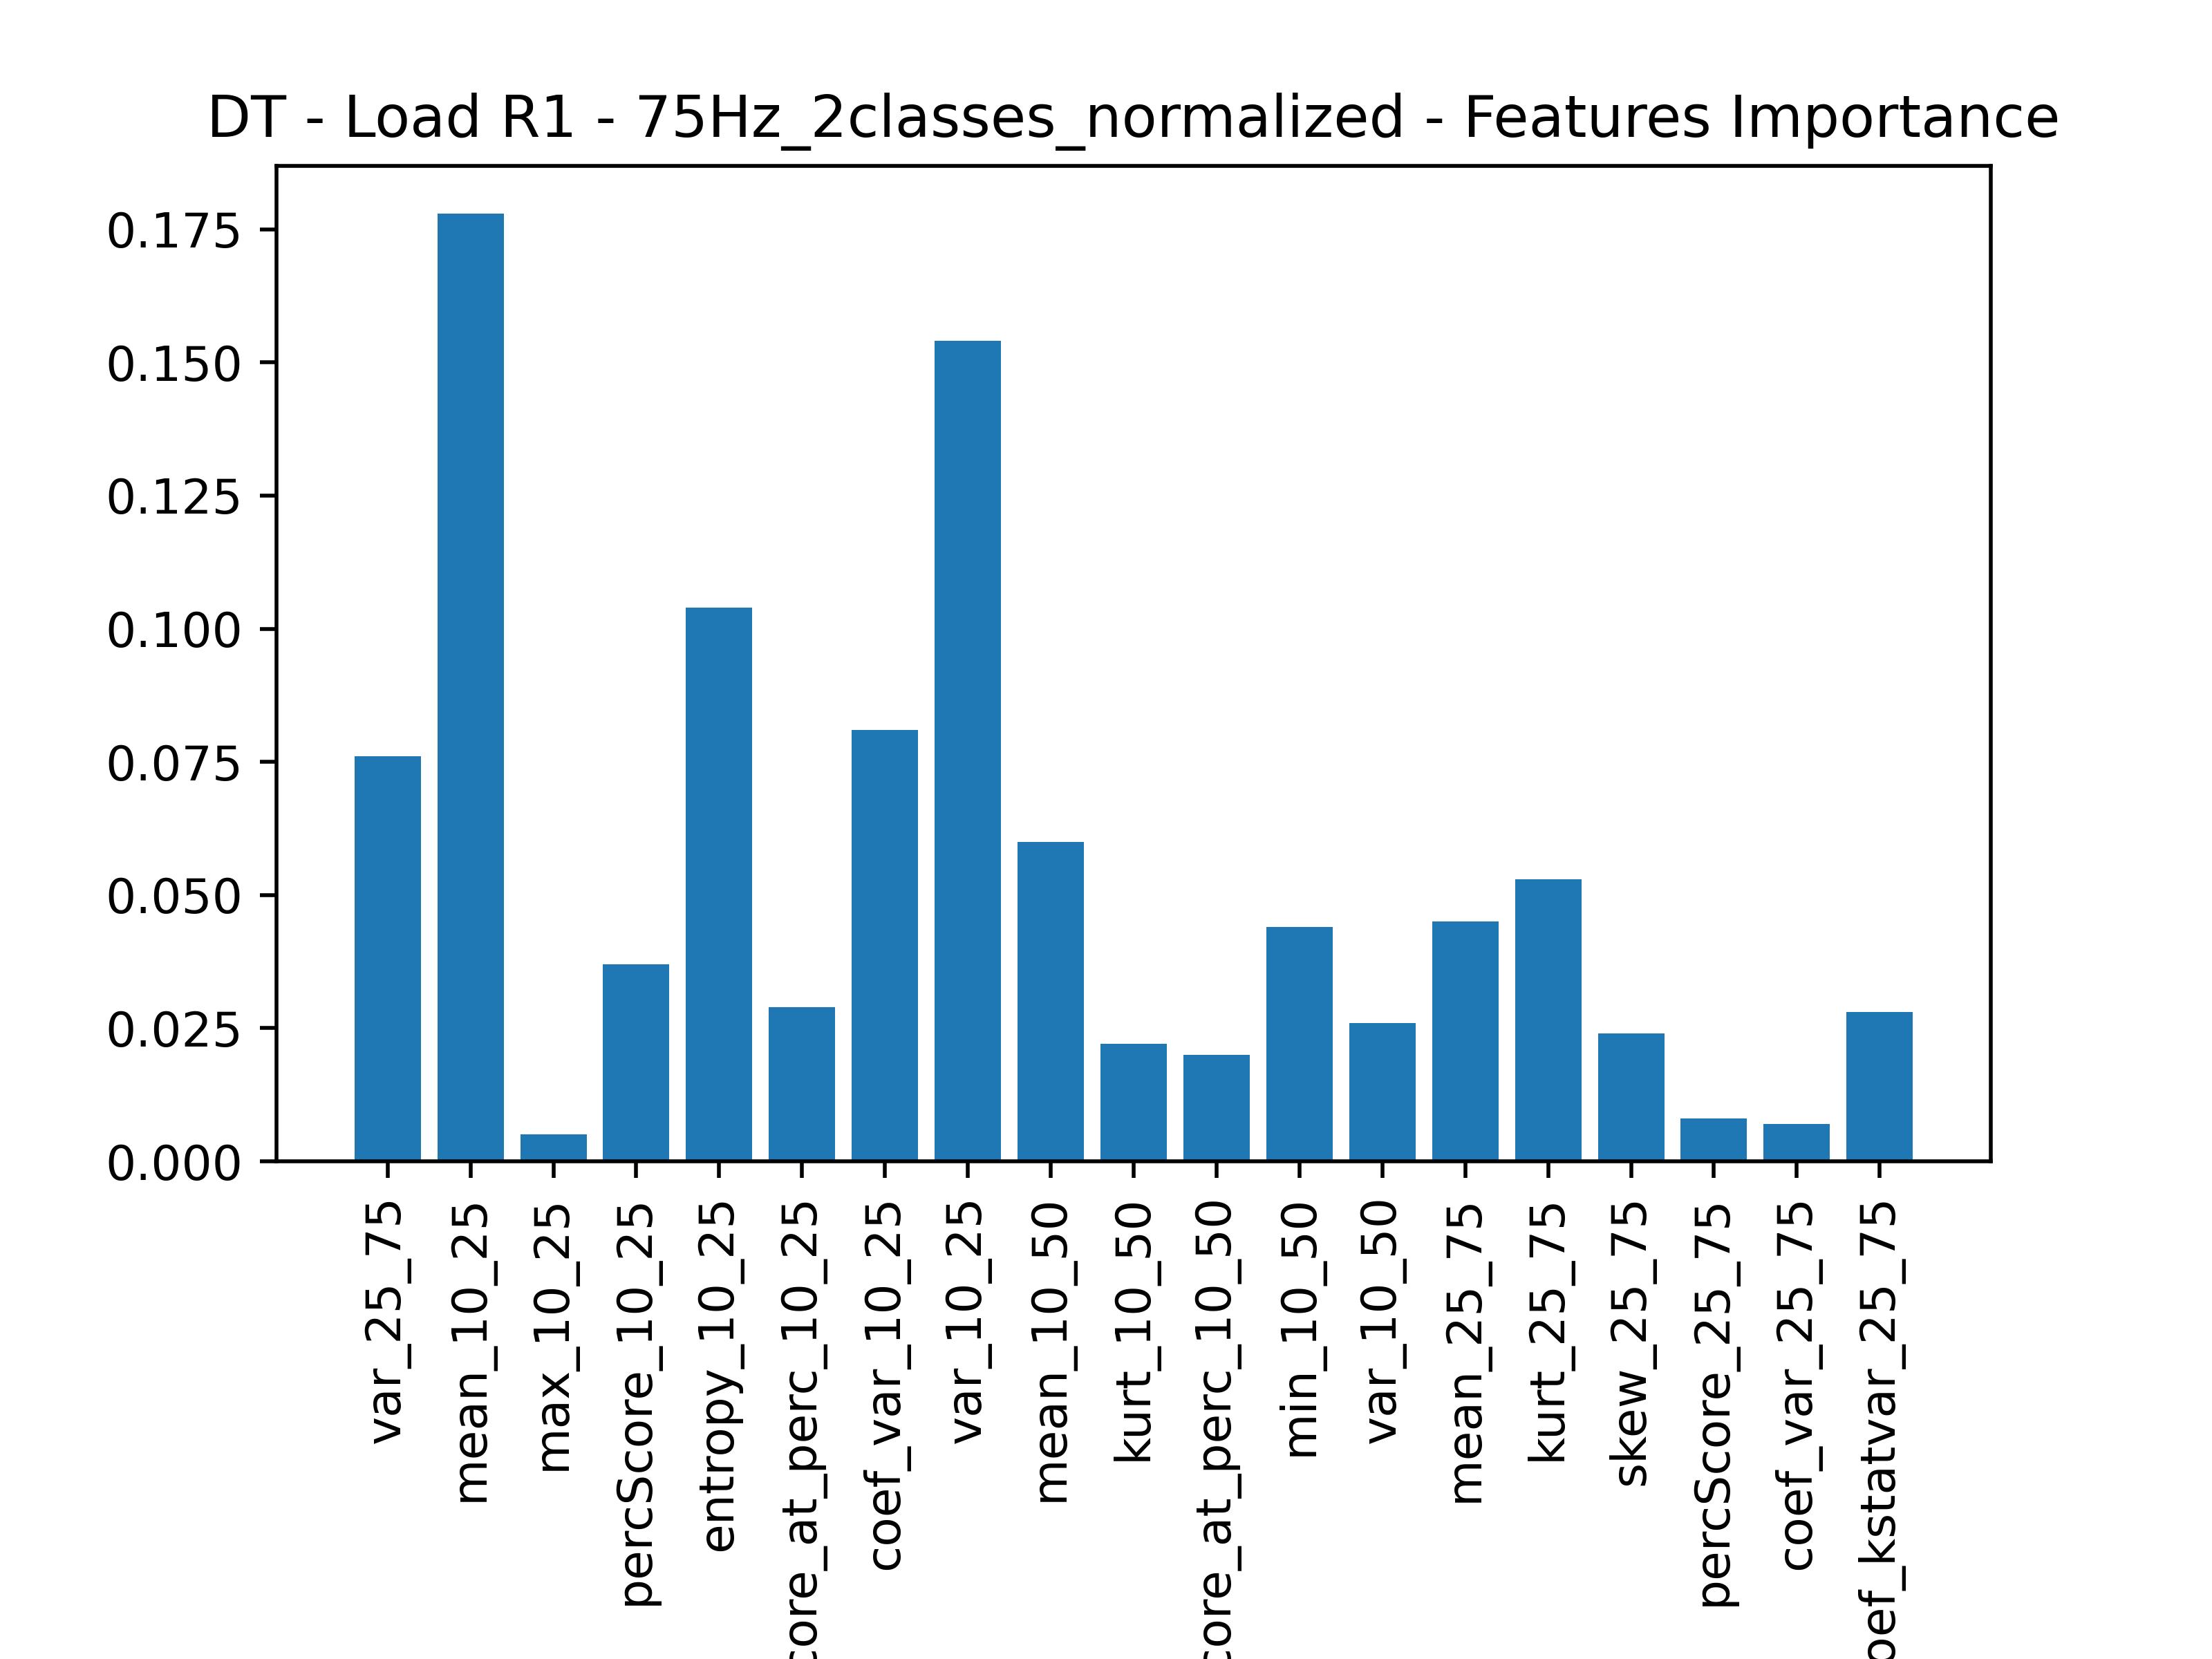 DT - Load R1 - 75Hz_2classes_normalized - Features Importance
0.175
0.150
0.125
0.100
0.075
0.050
0.025
0.000
var_25_75
mean_10_25
max_10_25
percScore_10_25
entropy_10_25
core_at_perc_10_25
coef_var_10_25
var_10_25
mean_10_50
kurt_10_50
core_at_perc_10_50
min_10_50
var_10_50
mean_25_75
kurt_25_75
skew_25_75
percScore_25_75
coef_var_25_75
oef_kstatvar_25_75